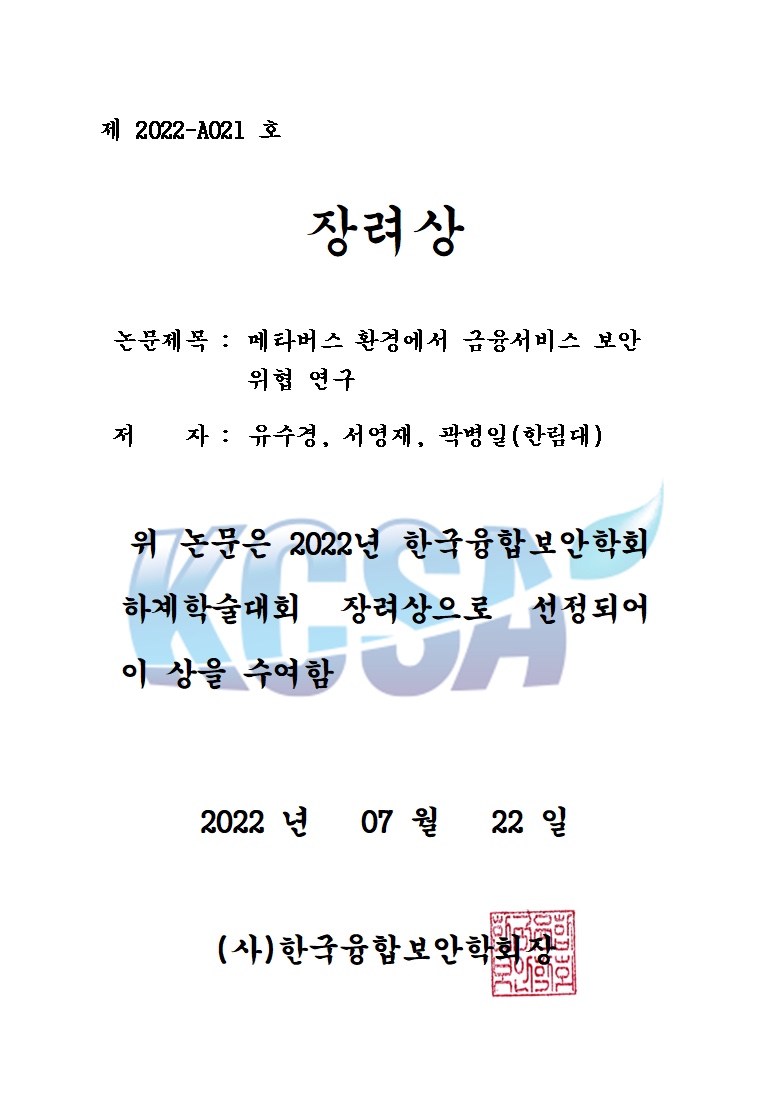 제 2022-A021 호
장려상
논문제목 : 메타버스 환경에서 금융서비스 보안
위협 연구
저 자 : 유수경, 서영재, 곽병일(한림대)
KCSA
위 논문은 2022년 한국융합보안학회
하계학술대회 장려상으로 선정되어
이 상을 수여함
2022 년 07 월 22 일
(사)한국융합보안학회장